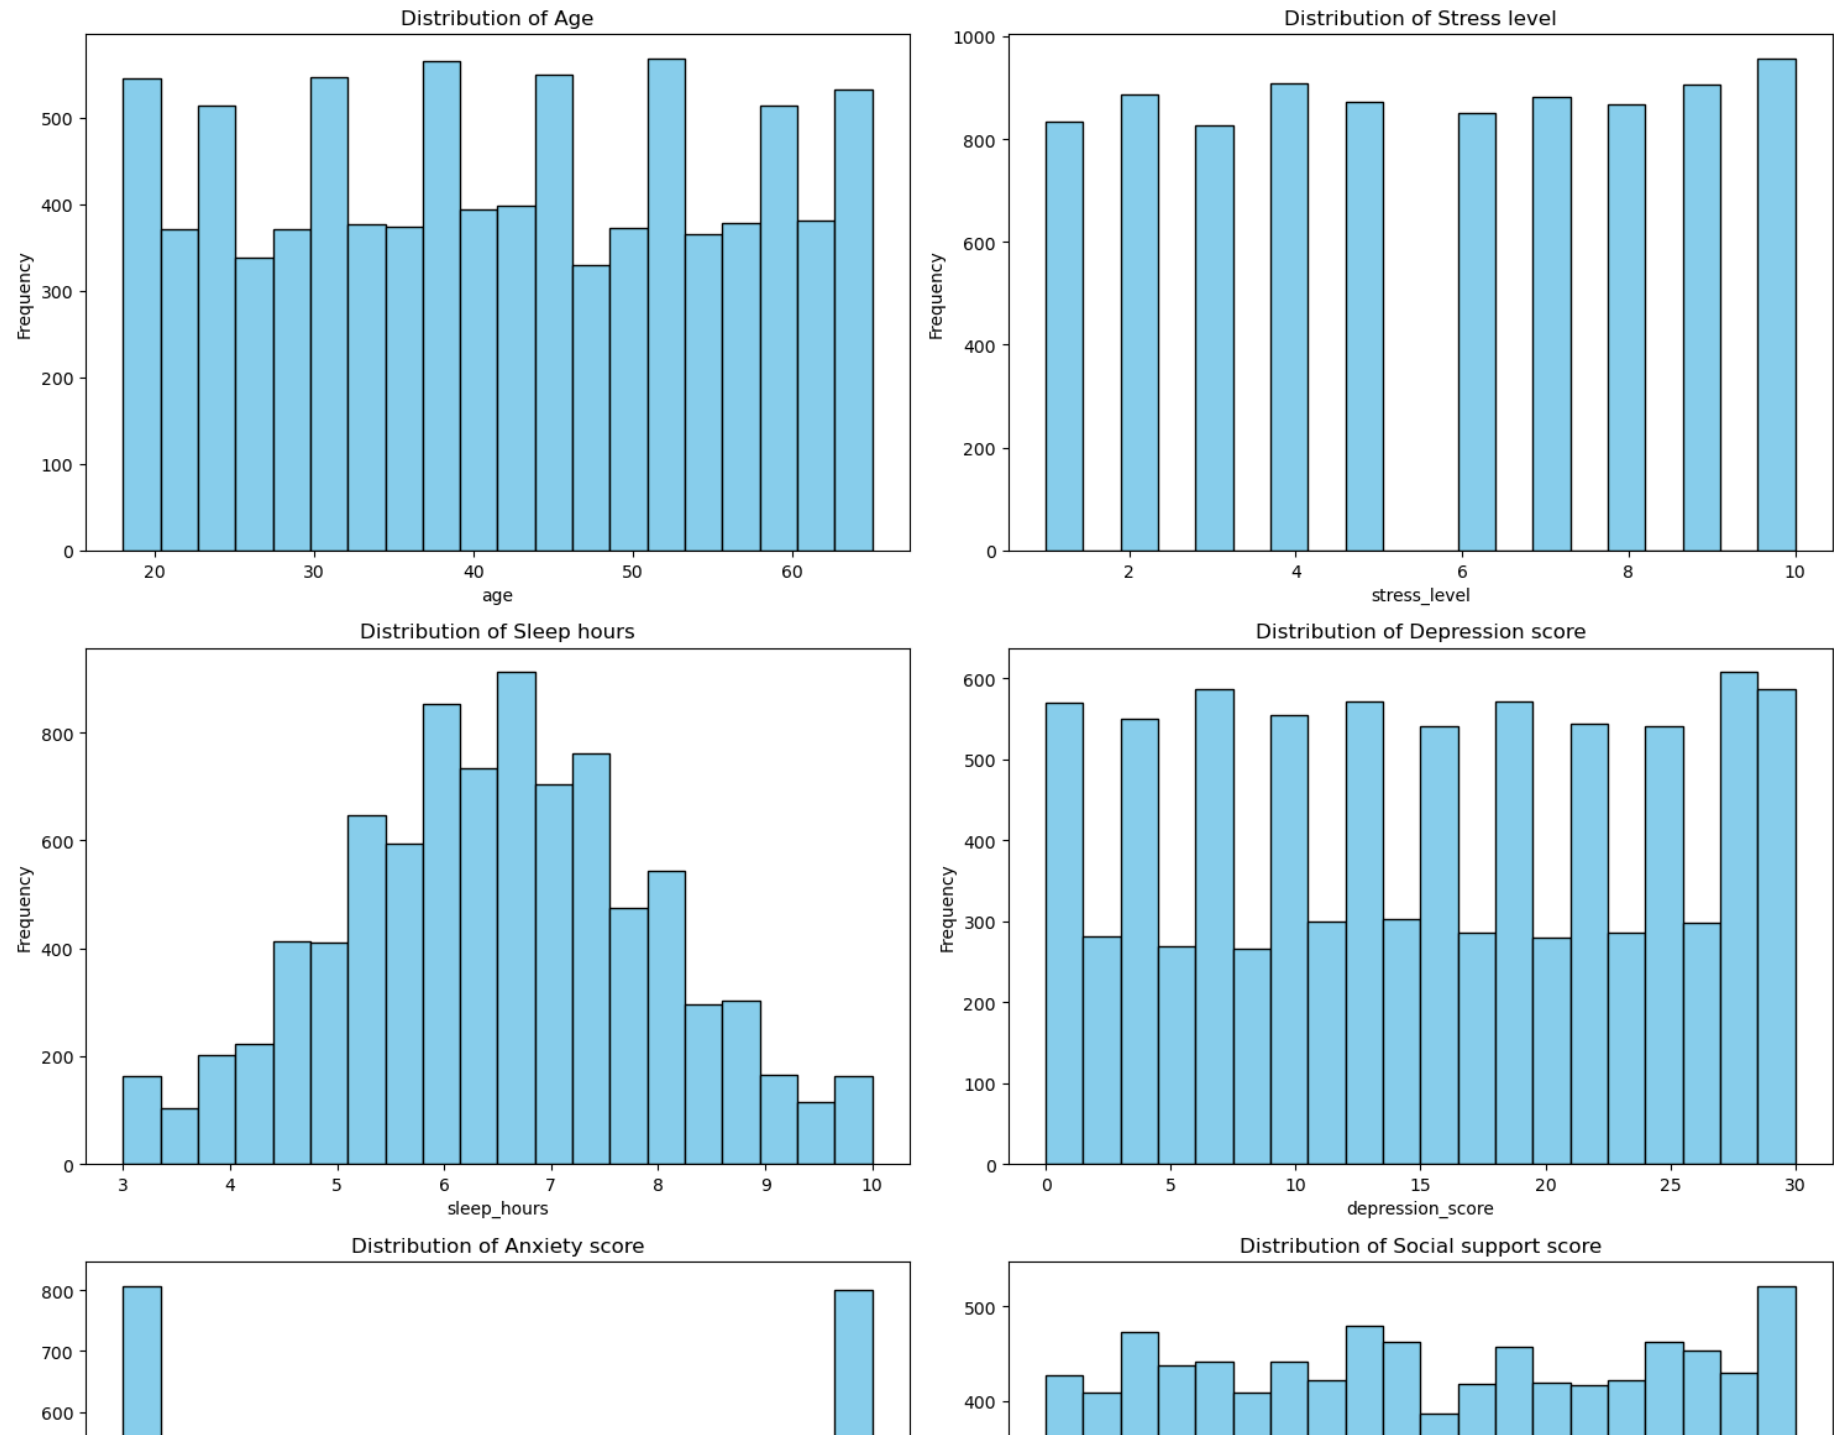 Distribution of Age
500
400
300
200
100
0
Frequency
20 30 40 50 60
age
Distribution of Stress level
1000
800
600
400
200
0
Frequency
2 4 6 8 10
stress_level
Distribution of Sleep hours
800
600
400
200
0
Frequency
3 4 5 6 7 8 9 10
sleep_hours
Distribution of Depression score
600
500
400
300
200
100
0
Frequency
0 5 10 15 20 25 30
depression_score
Distribution of Anxiety score
800
700
600
Distribution of Social support score
500
400